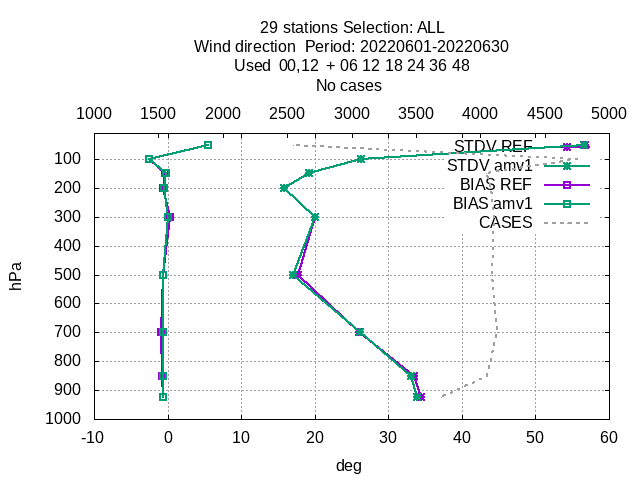 29 stations Selection: ALL
Wind direction  Period: 20220601-20220630
Used  00,12  + 06 12 18 24 36 48
No cases
1000 1500 2000 2500 3000 3500 4000 4500 5000
STDV REF
100
STDV amv1
BIAS REF
200
BIAS amv1
300
CASES
400
hPa
500
600
700
800
900
1000
-10 0 10 20 30 40 50 60
deg